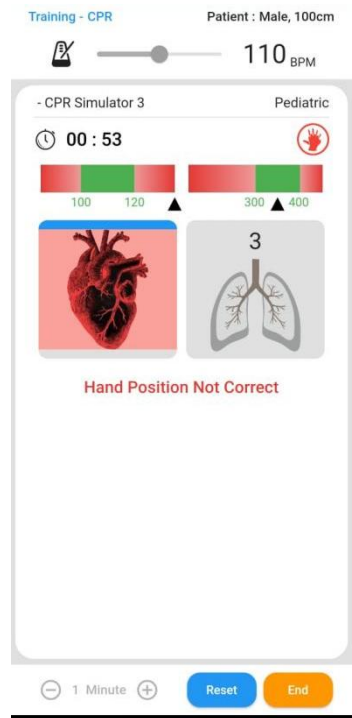 Training - CPR
Patient : Male, 100cm
110 BPM
- CPR Simulator 3
Pediatric
00 : 53
100 120
300 400
3
Hand Position Not Correct
1 Minute
Reset
End